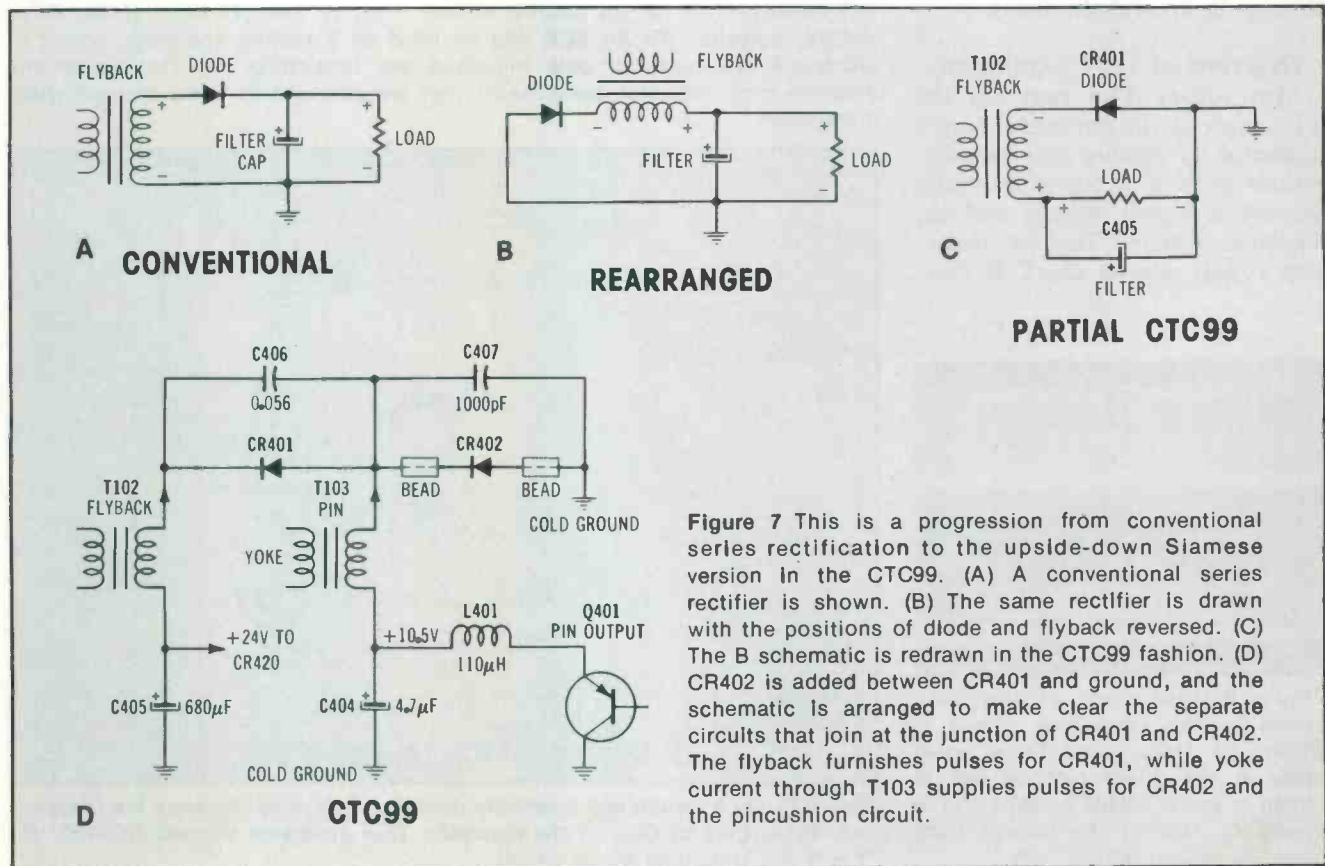 FLYBACK
DIODE
+
+
+
FILTER
CAP
LOAD
-
-
A CONVENTIONAL
DIODE
FLYBACK
-
+
+
+
FILTER
LOAD
-
B
REARRANGED
T102
FLYBACK
CR401
DIODE
-
-
LOAD
+
+
-
C405
+
FILTER
C
PARTIAL CTC99
C406
0.056
C407
1000pF
CR401
CR402
BEAD
BEAD
T102
FLYBACK
T103
PIN
YOKE
COLD GROUND
+24V TO
CR420
+10.5V
L401
110µH
Q401
PIN OUTPUT
C405
+
680µF
C404
+
4.7µF
COLD GROUND
D
CTC99
Figure 7 This is a progression from conventional
series rectification to the upside-down Siamese
version in the CTC99. (A) A conventional series
rectifier is shown. (B) The same rectifier is drawn
with the positions of diode and flyback reversed. (C)
The B schematic is redrawn in the CTC99 fashion. (D)
CR402 is added between CR401 and ground, and the
schematic is arranged to make clear the separate
circuits that join at the junction of CR401 and CR402.
The flyback furnishes pulses for CR401, while yoke
current through T103 supplies pulses for CR402 and
the pincushion circuit.